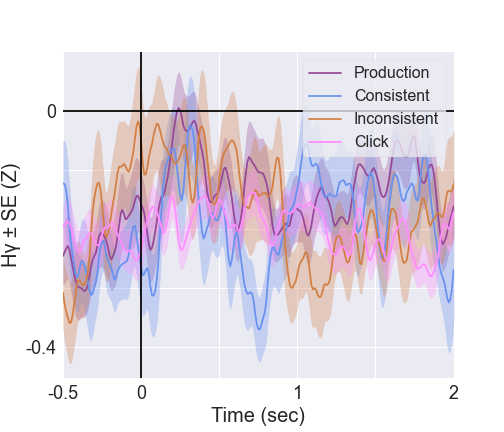 Production
Consistent
Inconsistent
Click
0
-0.4
Hγ ± SE (Z)
-0.5
0
1
2
Time (sec)